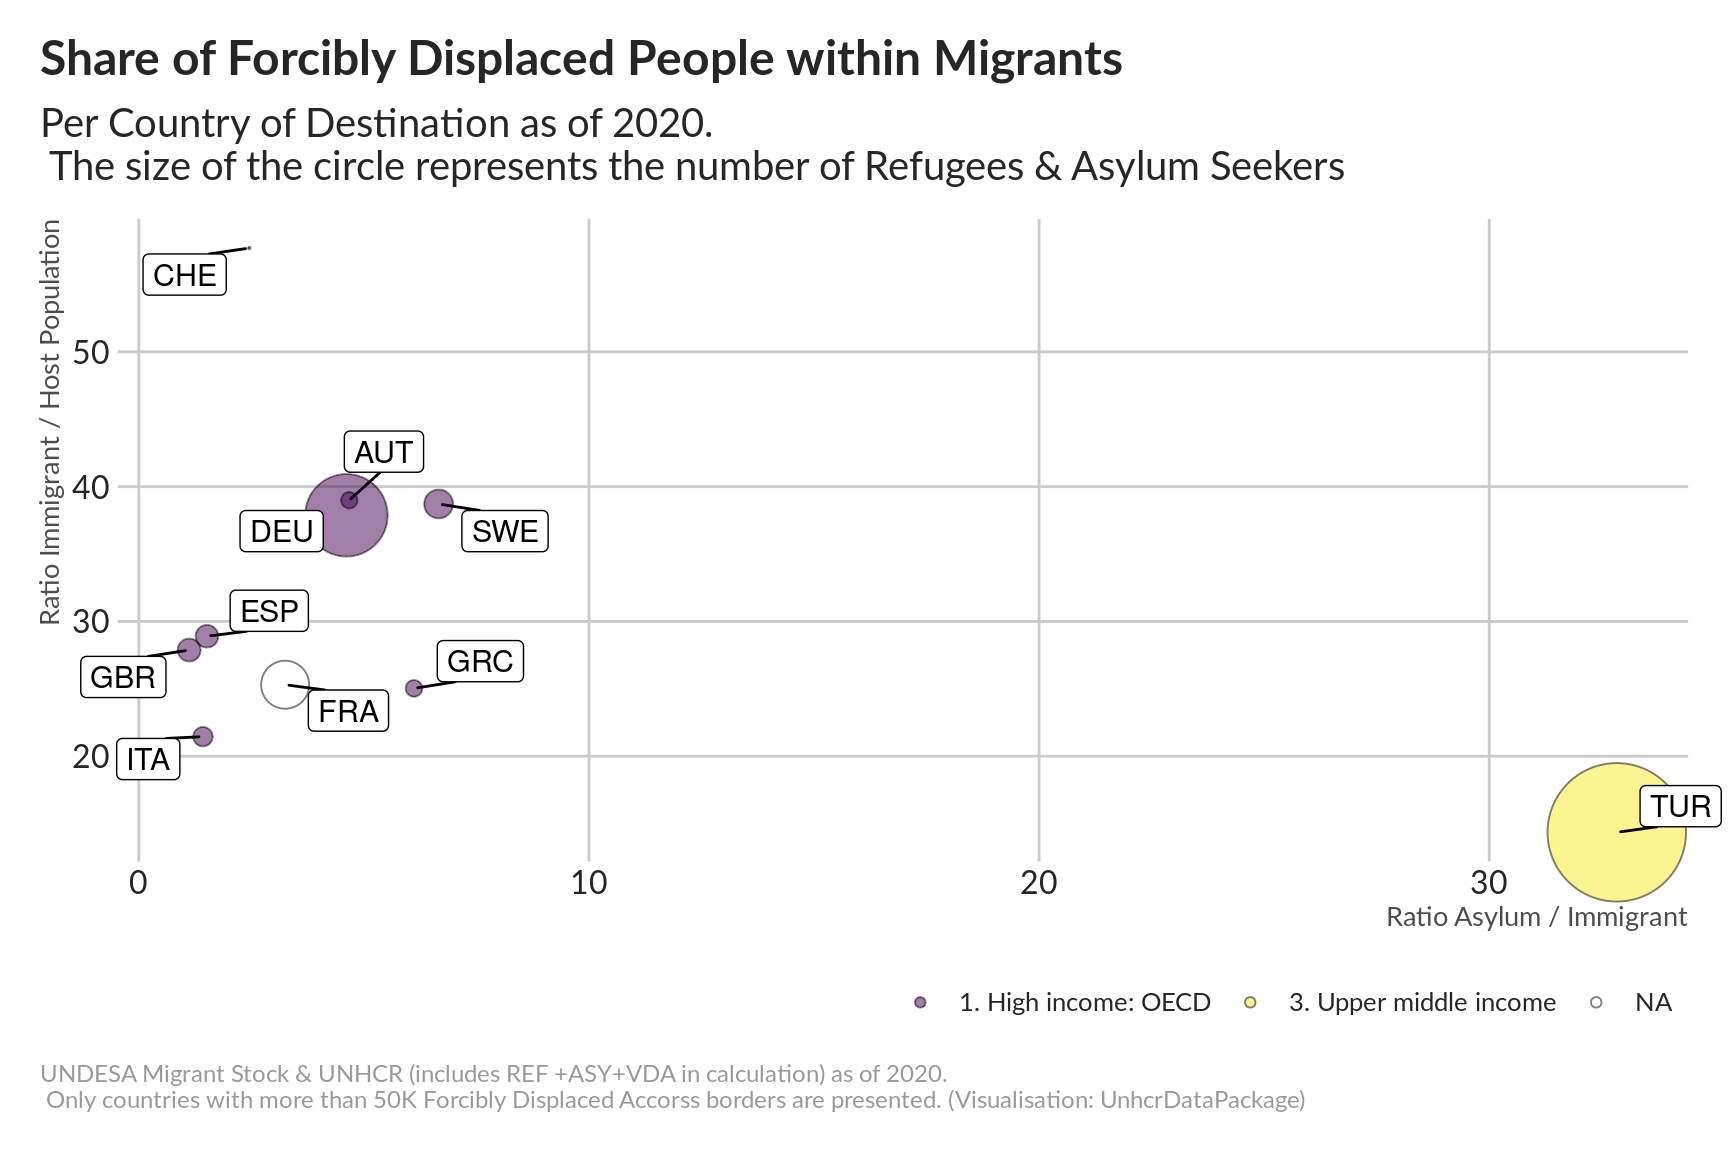 Share of Forcibly Displaced People within Migrants
Per Country of Destination as of 2020.
The size of the circle represents the number of Refugees & Asylum Seekers
Ratio Immigrant / Host Population
CHE
50
AUT
40
DEU
SWE
ESP
30
GRC
GBR
FRA
20
ITA
TUR
0
10
20
30
Ratio Asylum / Immigrant
1. High income: OECD
3. Upper middle income
NA
UNDESA Migrant Stock & UNHCR (includes REF +ASY+VDA in calculation) as of 2020.
Only countries with more than 50K Forcibly Displaced Accorss borders are presented. (Visualisation: UnhcrDataPackage)